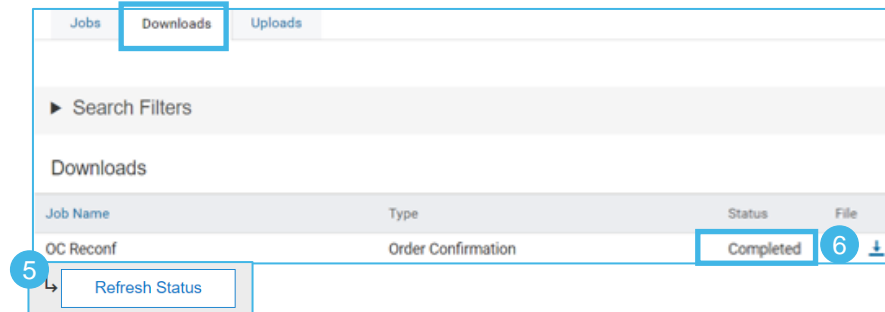 Jobs Downloads Uploads
► Search Filters
Downloads
Job Name Type Status File
OC Reconf Order Confirmation Completed 6
5
Refresh Status